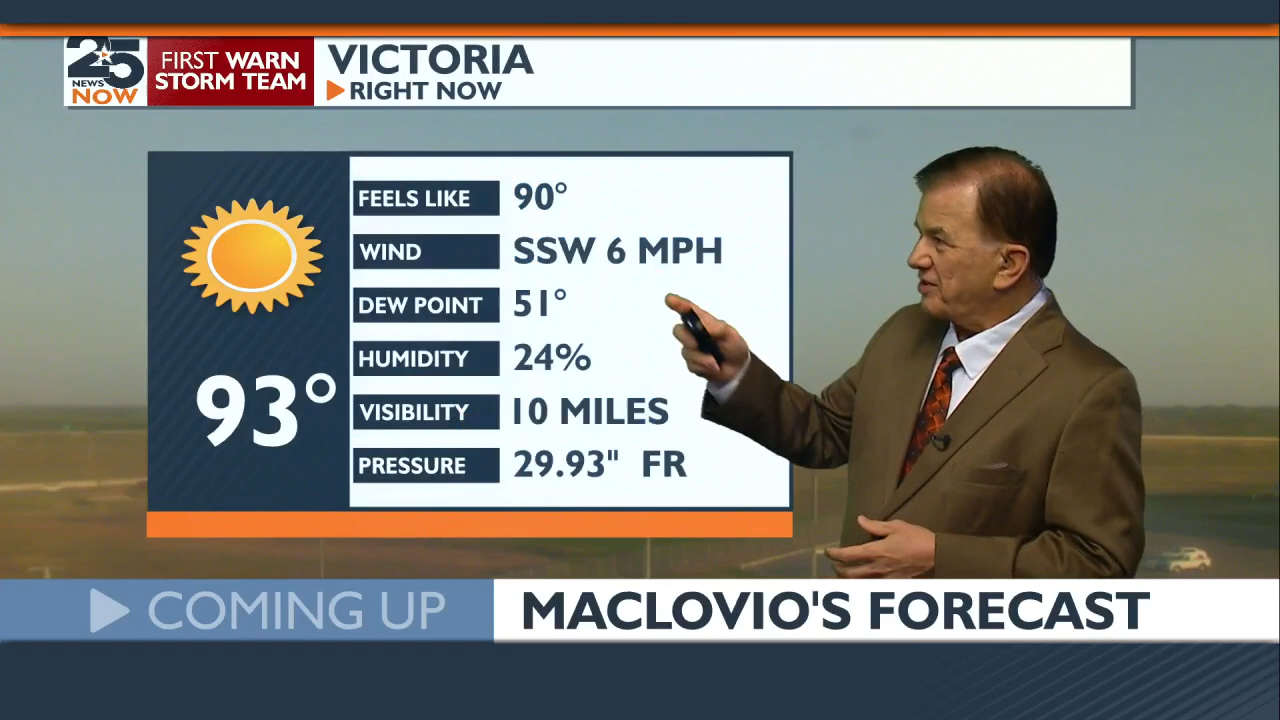 25
NEWS
NOW
FIRST WARN
STORM TEAM
VICTORIA
RIGHT NOW
93°
FEELS LIKE 90°
WIND SSW 6 MPH
DEW POINT 51°
HUMIDITY 24%
VISIBILITY 10 MILES
PRESSURE 29.93" FR
COMING UP MACLOVIO'S FORECAST